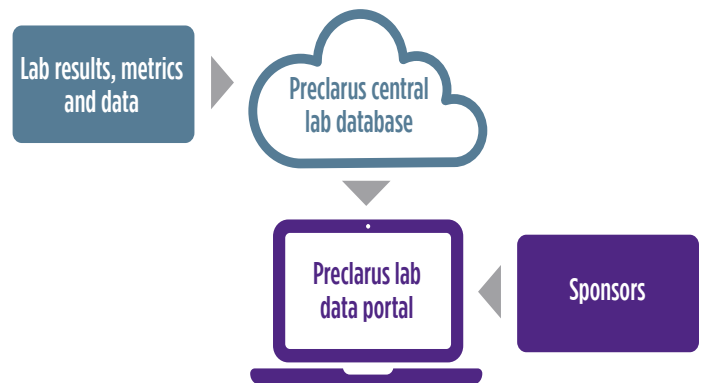 Lab results, metrics
and data
Preclarus central
lab database
Preclarus lab
data portal
Sponsors